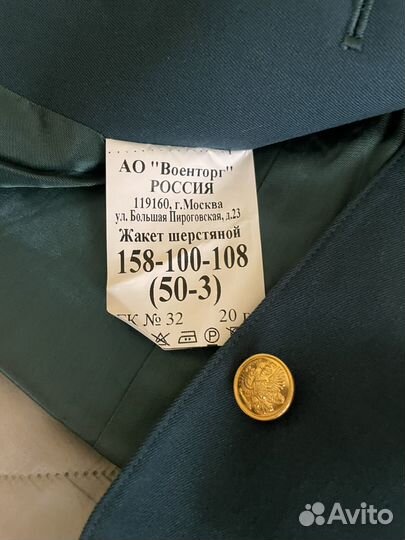 АО "Военторг"
РОССИЯ
119160, г.Москва
ул. Большая Пироговская, д.23
Жакет шерстяной
158-100-108
(50-3)
ГК № 32 20
P
Avito